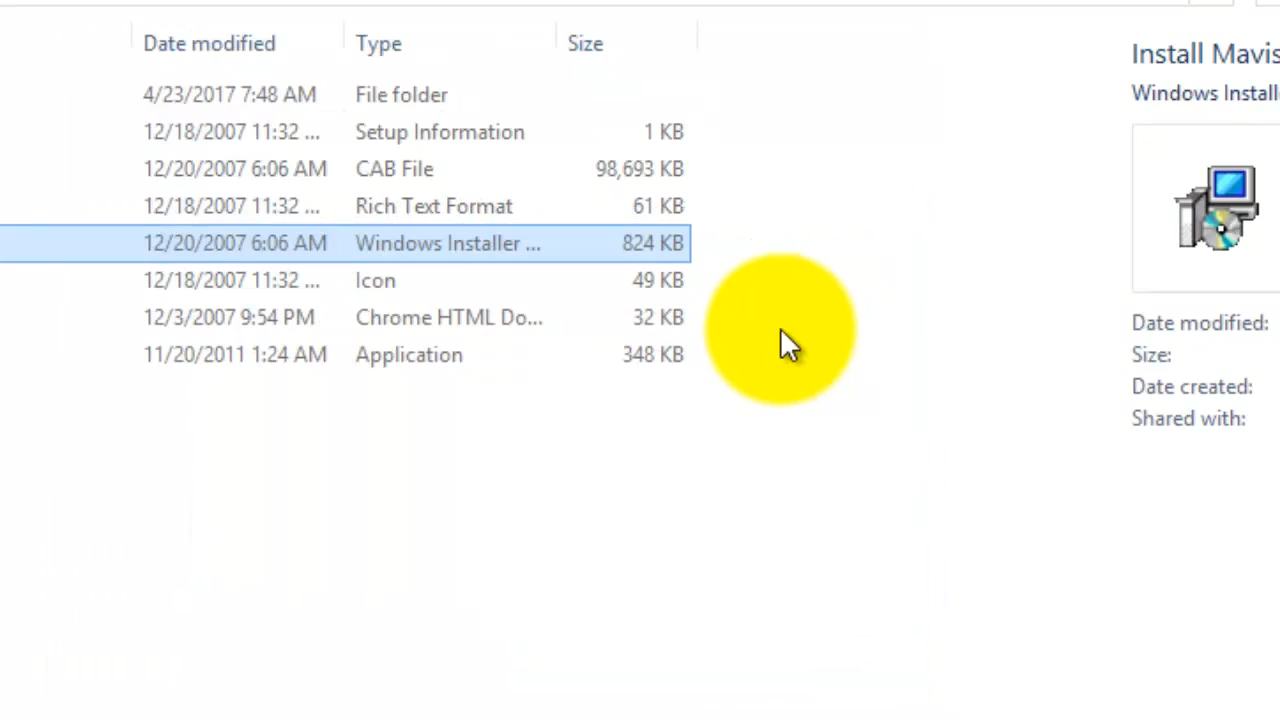 Date modified Type Size
4/23/2017 7:48 AM File folder
12/18/2007 11:32 ... Setup Information 1 KB
12/20/2007 6:06 AM CAB File 98,693 KB
12/18/2007 11:32 ... Rich Text Format 61 KB
12/20/2007 6:06 AM Windows Installer ... 824 KB
12/18/2007 11:32 ... Icon 49 KB
12/3/2007 9:54 PM Chrome HTML Do... 32 KB
11/20/2011 1:24 AM Application 348 KB
Install Mavis
Windows Install
Date modified:
Size:
Date created:
Shared with: